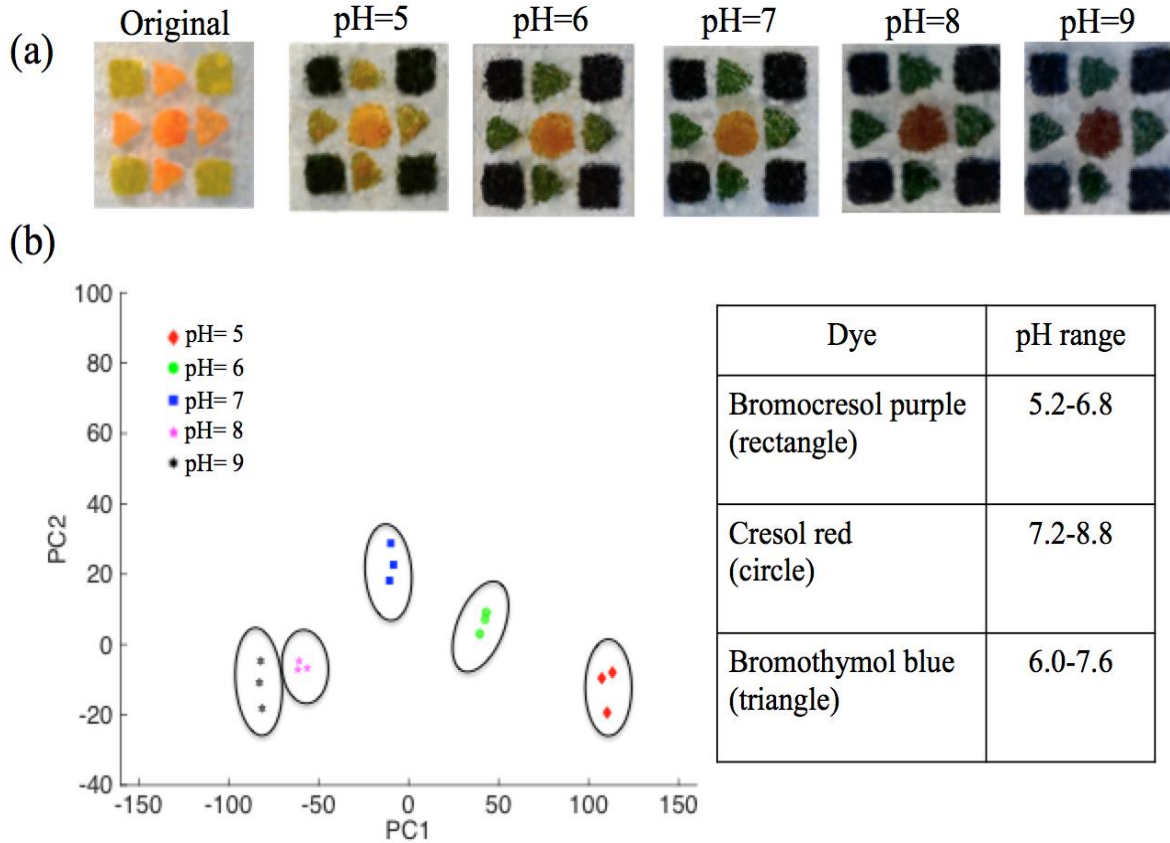 Original pH=5 pH=6 pH=7 pH=8 pH=9
(a)
(b)
100
80
60
40
20
0
-20
-40
PC2
pH= 5
pH= 6
pH= 7
pH= 8
pH= 9
-150 -100 -50 0 50 100 150
PC1
Dye pH range
Bromocresol purple 5.2-6.8
(rectangle)
Cresol red 7.2-8.8
(circle)
Bromothymol blue 6.0-7.6
(triangle)